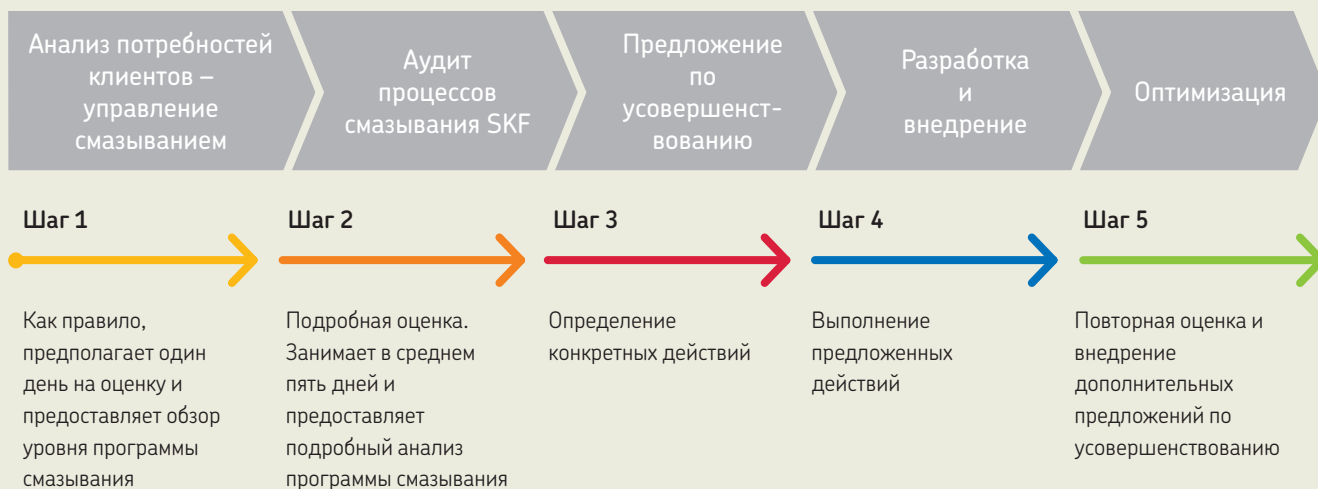 Анализ потребностей
клиентов –
управление
смазыванием
Аудит
процессов
смазывания SKF
Предложение
по
усовершенст-
вованию
Разработка
и
внедрение
Оптимизация
Шаг 1
Как правило,
предполагает один
день на оценку и
предоставляет обзор
уровня программы
смазывания
Шаг 2
Подробная оценка.
Занимает в среднем
пять дней и
предоставляет
подробный анализ
программы смазывания
Шаг 3
Определение
конкретных действий
Шаг 4
Выполнение
предложенных
действий
Шаг 5
Повторная оценка и
внедрение
дополнительных
предложений по
усовершенствованию